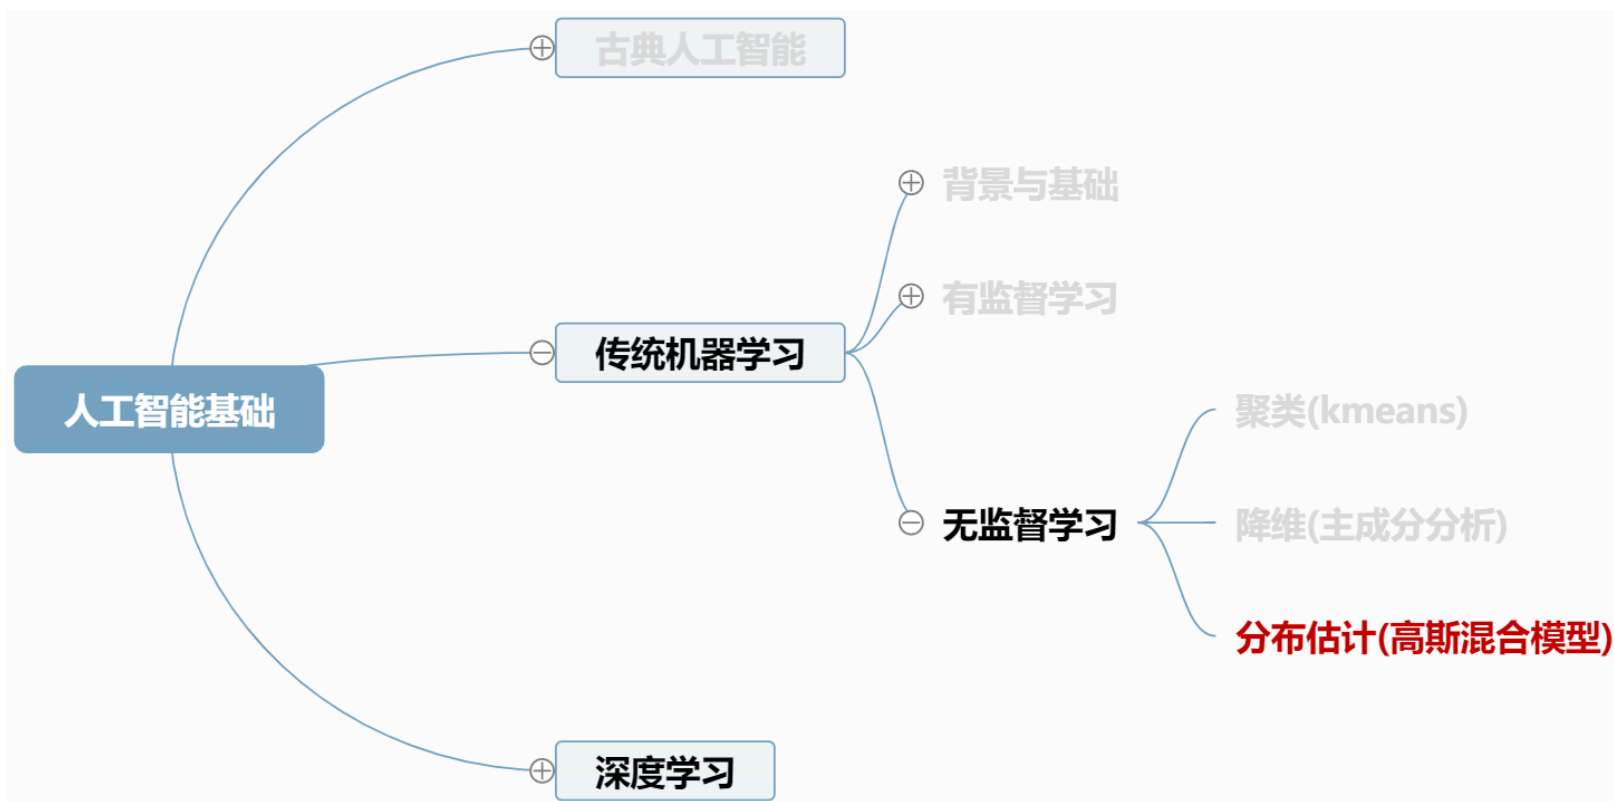 古典人工智能
背景与基础
有监督学习
传统机器学习
人工智能基础
聚类(kmeans)
无监督学习
降维(主成分分析)
分布估计(高斯混合模型)
深度学习